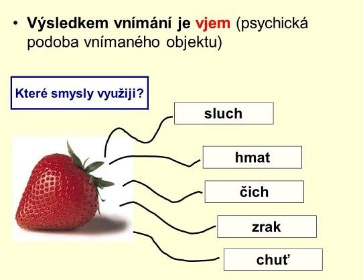 • Výsledkem vnímání je vjem (psychická
podoba vnímaného objektu)
Které smysly využiji?
sluch
hmat
čich
zrak
chuť